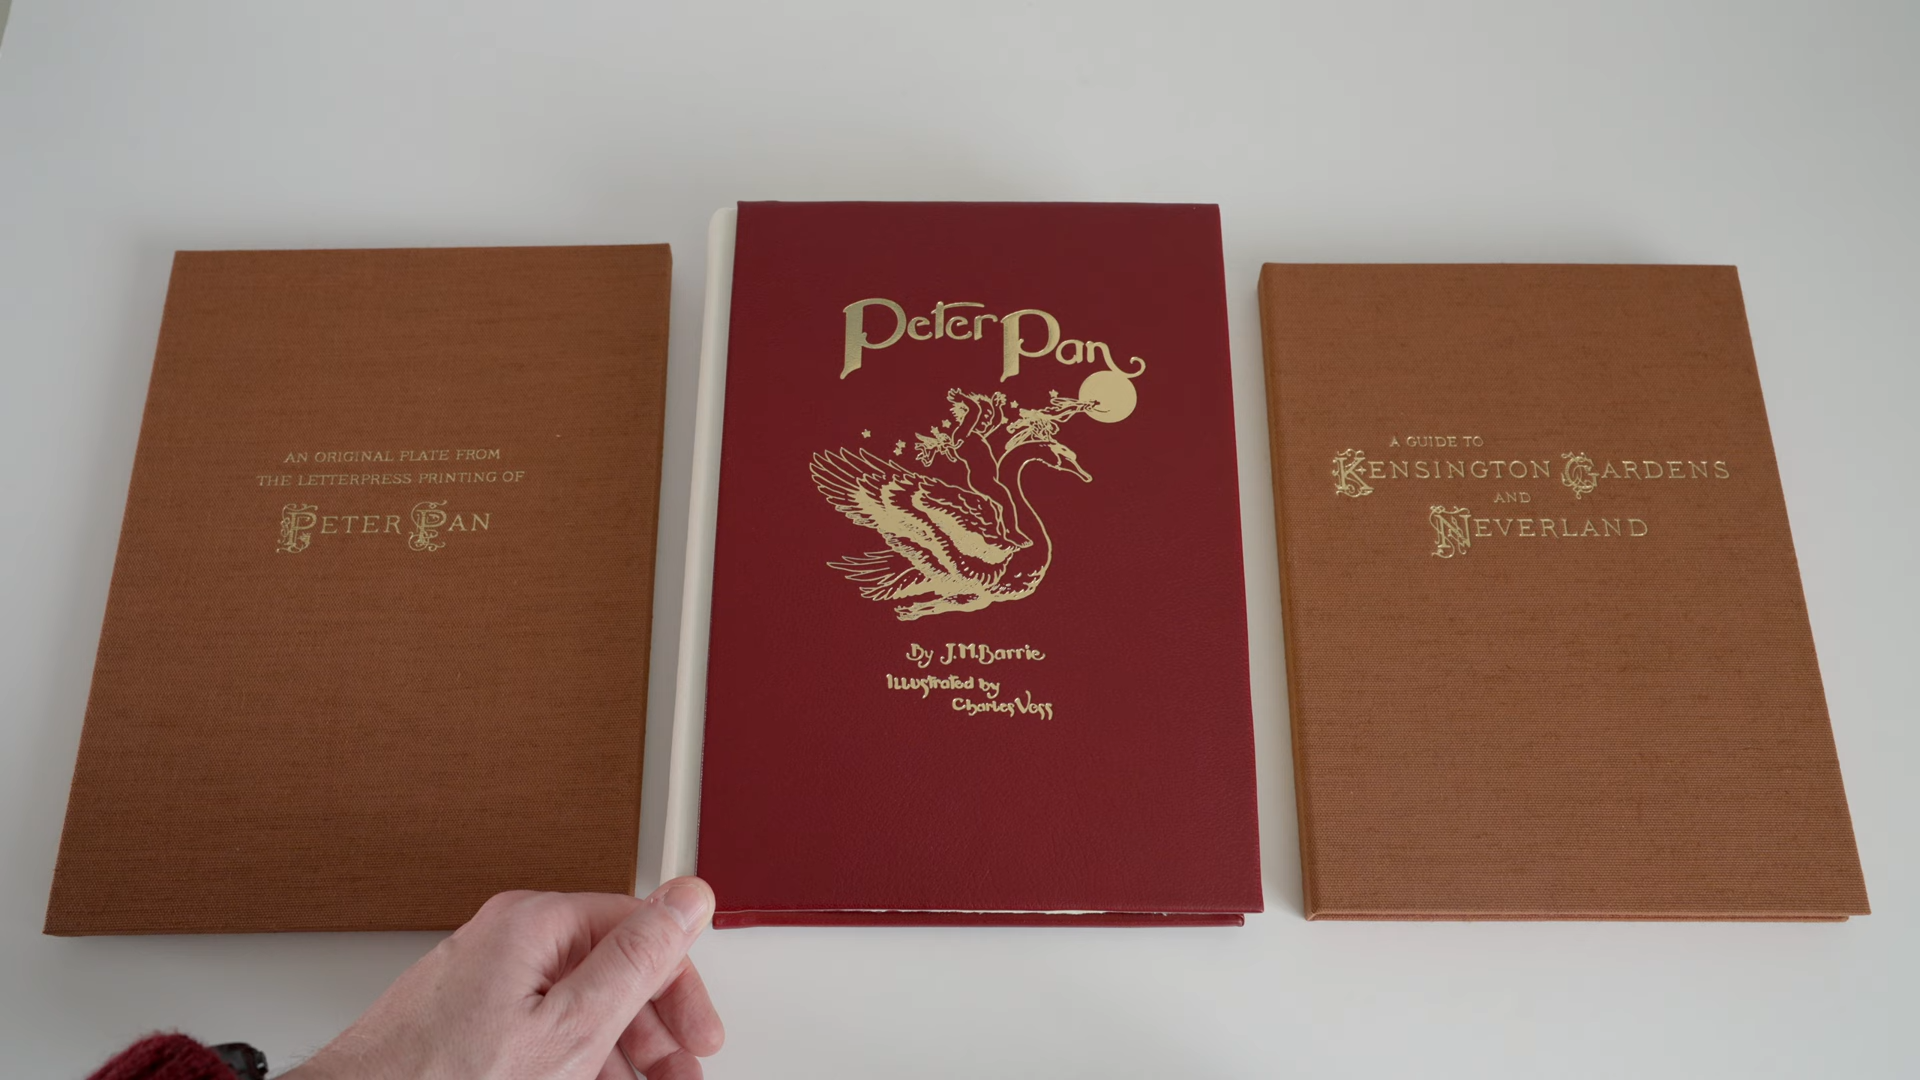 AN ORIGINAL PLATE FROM
THE LETTERPRESS PRINTING OF
PETER PAN
Peter Pan
By J.M.Barrie
Illustrated by
Charles Vess
A GUIDE TO
KENSINGTON GARDENS
AND
NEVERLAND